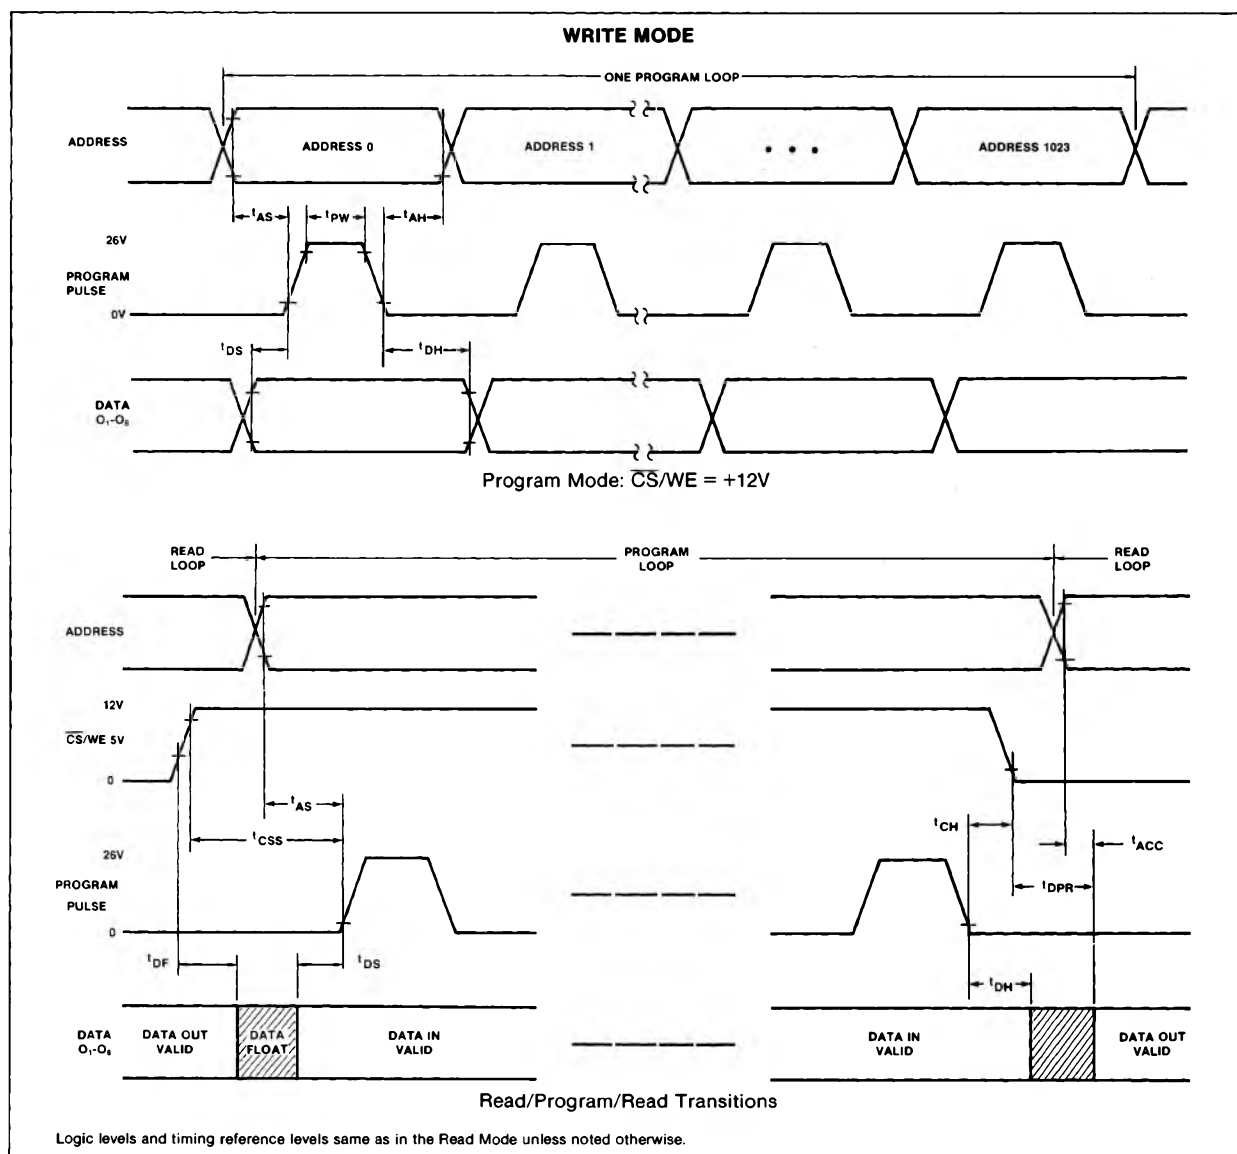 WRITE MODE
ONE PROGRAM LOOP
ADDRESS
ADDRESS 0
ADDRESS 1
• • •
ADDRESS 1023
tAS
tPW
tAH
26V
PROGRAM
PULSE
0V
tDS
tDH
DATA
O₁-O₈
Program Mode: C̅S̅/WE = +12V
READ
LOOP
PROGRAM
LOOP
READ
LOOP
ADDRESS
12V
C̅S̅/WE 5V
0
tAS
tCSS
tCH
tACC
tDPR
26V
PROGRAM
PULSE
0
tDF
tDS
tDH
DATA
O₁-O₈
DATA OUT
VALID
DATA
FLOAT
DATA IN
VALID
DATA IN
VALID
DATA OUT
VALID
Read/Program/Read Transitions
Logic levels and timing reference levels same as in the Read Mode unless noted otherwise.